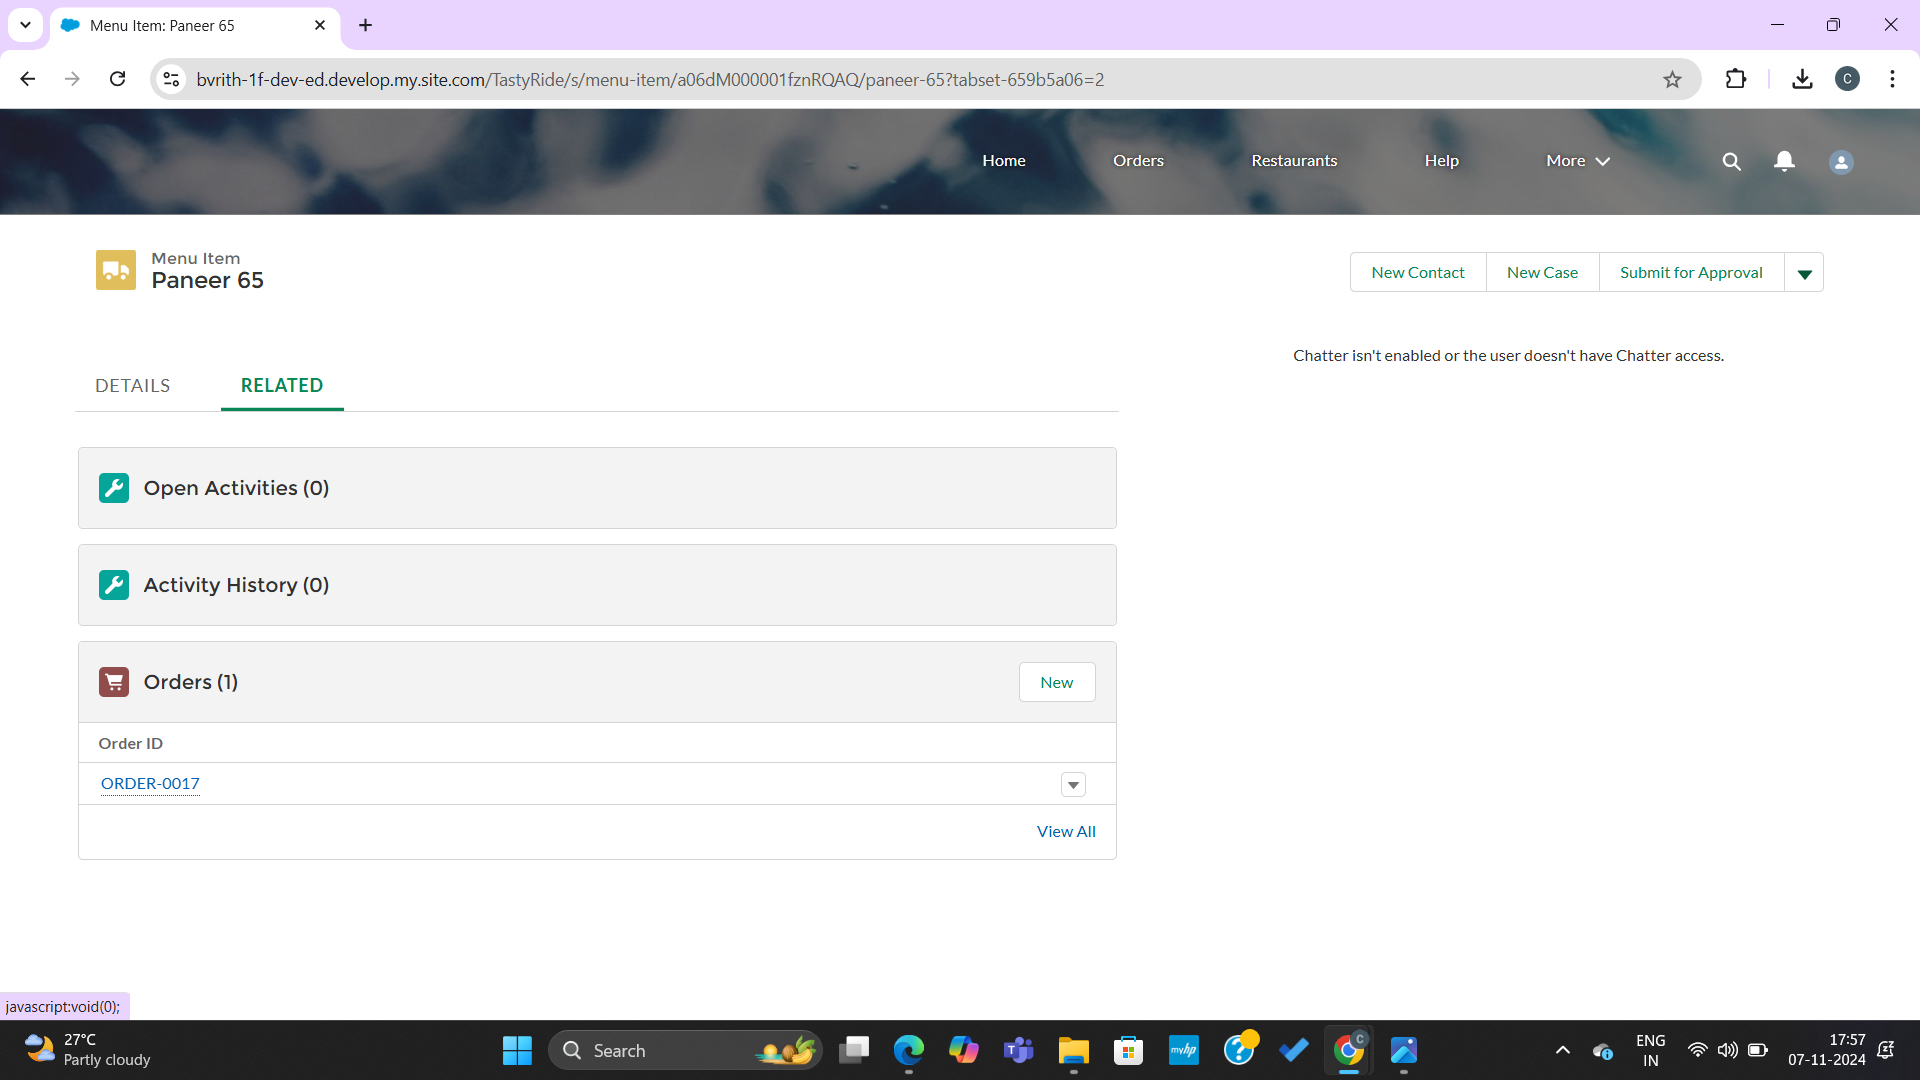 Menu Item: Paneer 65
bvrith-1f-dev-ed.develop.my.site.com/TastyRide/s/menu-item/a06dM000001fznRQAQ/paneer-65?tabset-659b5a06=2
C
Home Orders Restaurants Help More
Menu Item
Paneer 65
New Contact New Case Submit for Approval
Chatter isn't enabled or the user doesn't have Chatter access.
DETAILS RELATED
Open Activities (0)
Activity History (0)
Orders (1)
New
Order ID
ORDER-0017
View All
javascript:void(0);
27°C
Partly cloudy
Search
myhp
C
ENG
IN
17:57
07-11-2024